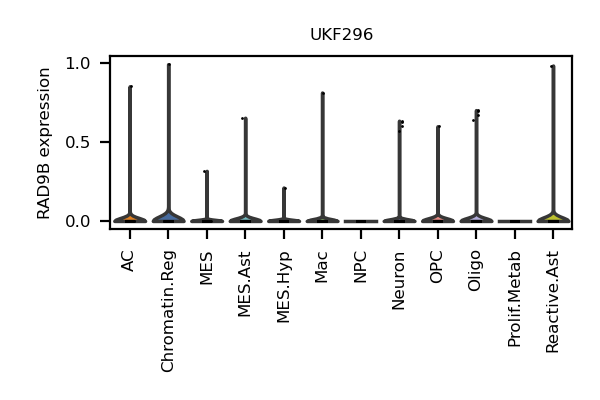 UKF296
RAD9B expression
1.0
0.5
0.0
AC
Chromatin.Reg
MES
MES.Ast
MES.Hyp
Mac
NPC
Neuron
OPC
Oligo
Prolif.Metab
Reactive.Ast